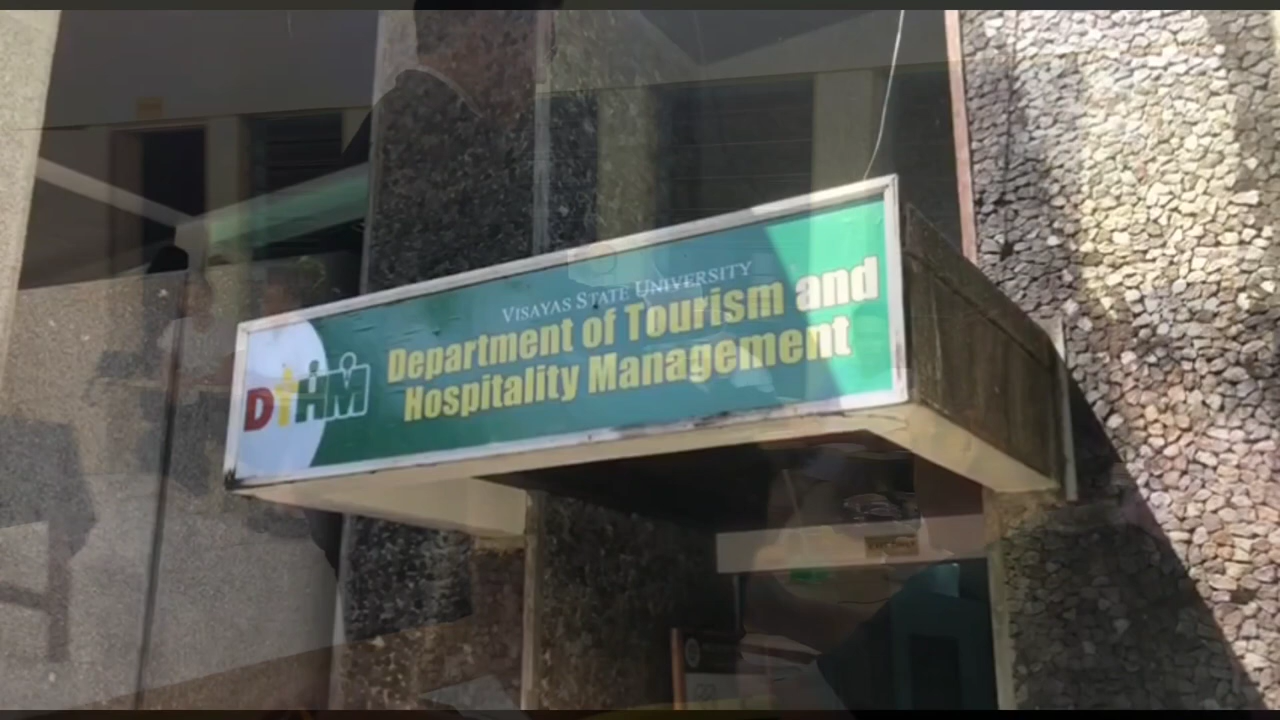 VISAYAS STATE UNIVERSITY
Department of Tourism and
Hospitality Management
DTHM